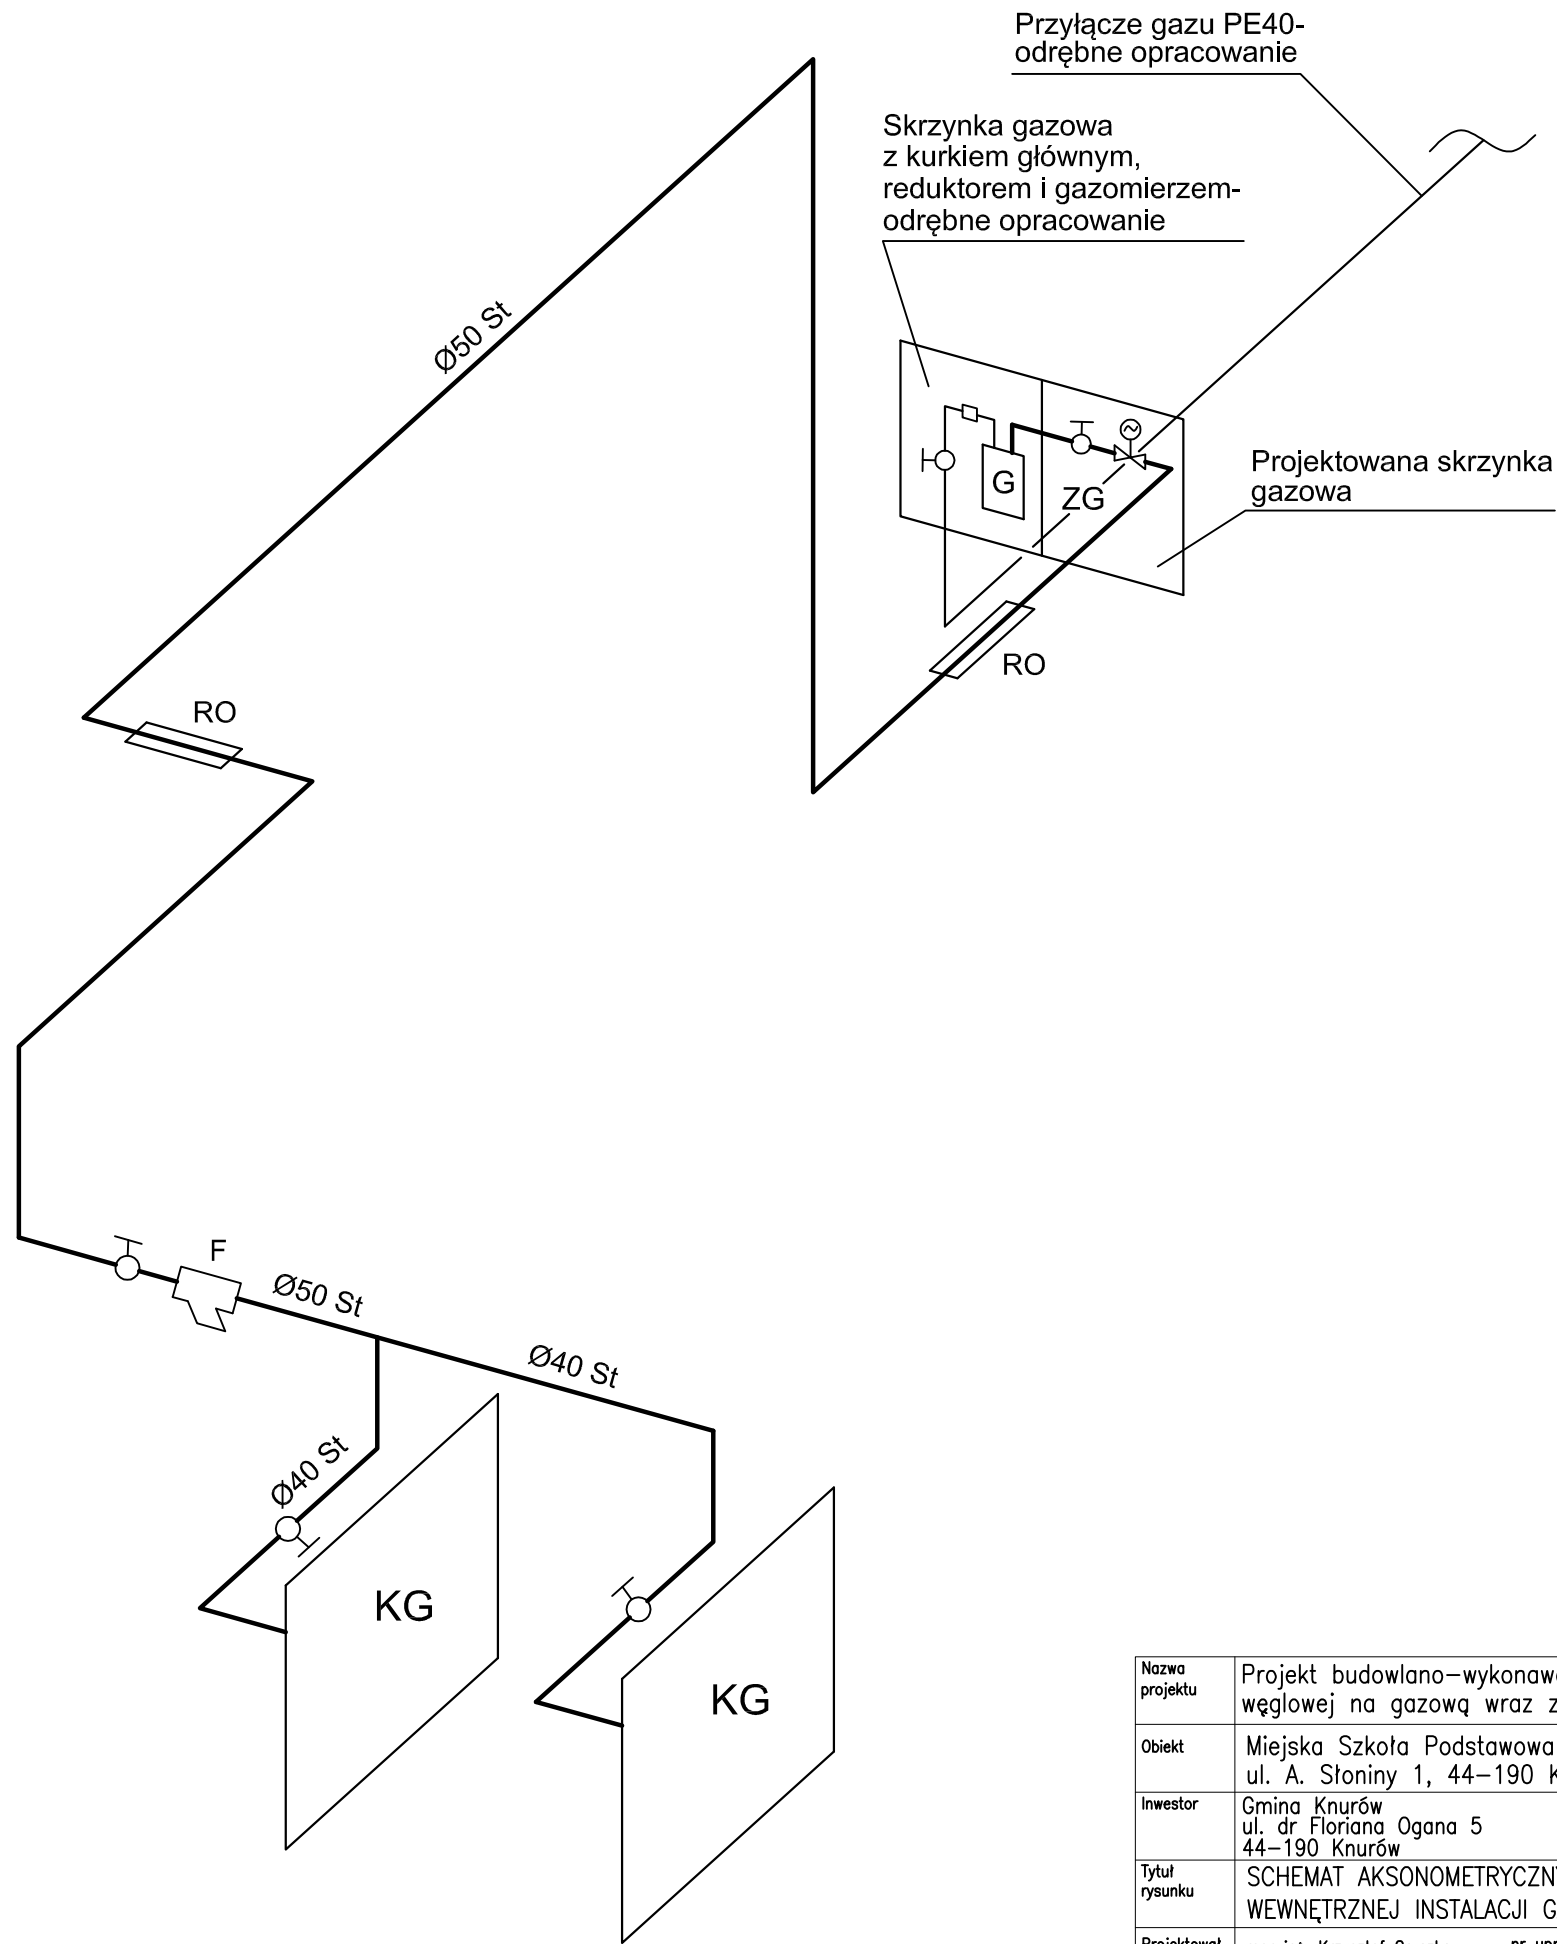 Przyłącze gazu PE40-
odrębne opracowanie
Skrzynka gazowa
z kurkiem głównym,
reduktorem i gazomierzem-
odrębne opracowanie
Ø50 St
G
ZG
Projektowana skrzynka
gazowa
RO
RO
F
Ø50 St
Ø40 St
Ø40 St
KG
KG
Nazwa
projektu
Projekt budowlano-wykonaw
węglowej na gazową wraz z
Obiekt
Miejska Szkoła Podstawowa
ul. A. Słoniny 1, 44-190 K
Inwestor
Gmina Knurów
ul. dr Floriana Ogana 5
44-190 Knurów
Tytuł
rysunku
SCHEMAT AKSONOMETRYCZNY
WEWNĘTRZNEJ INSTALACJI G
Projektował